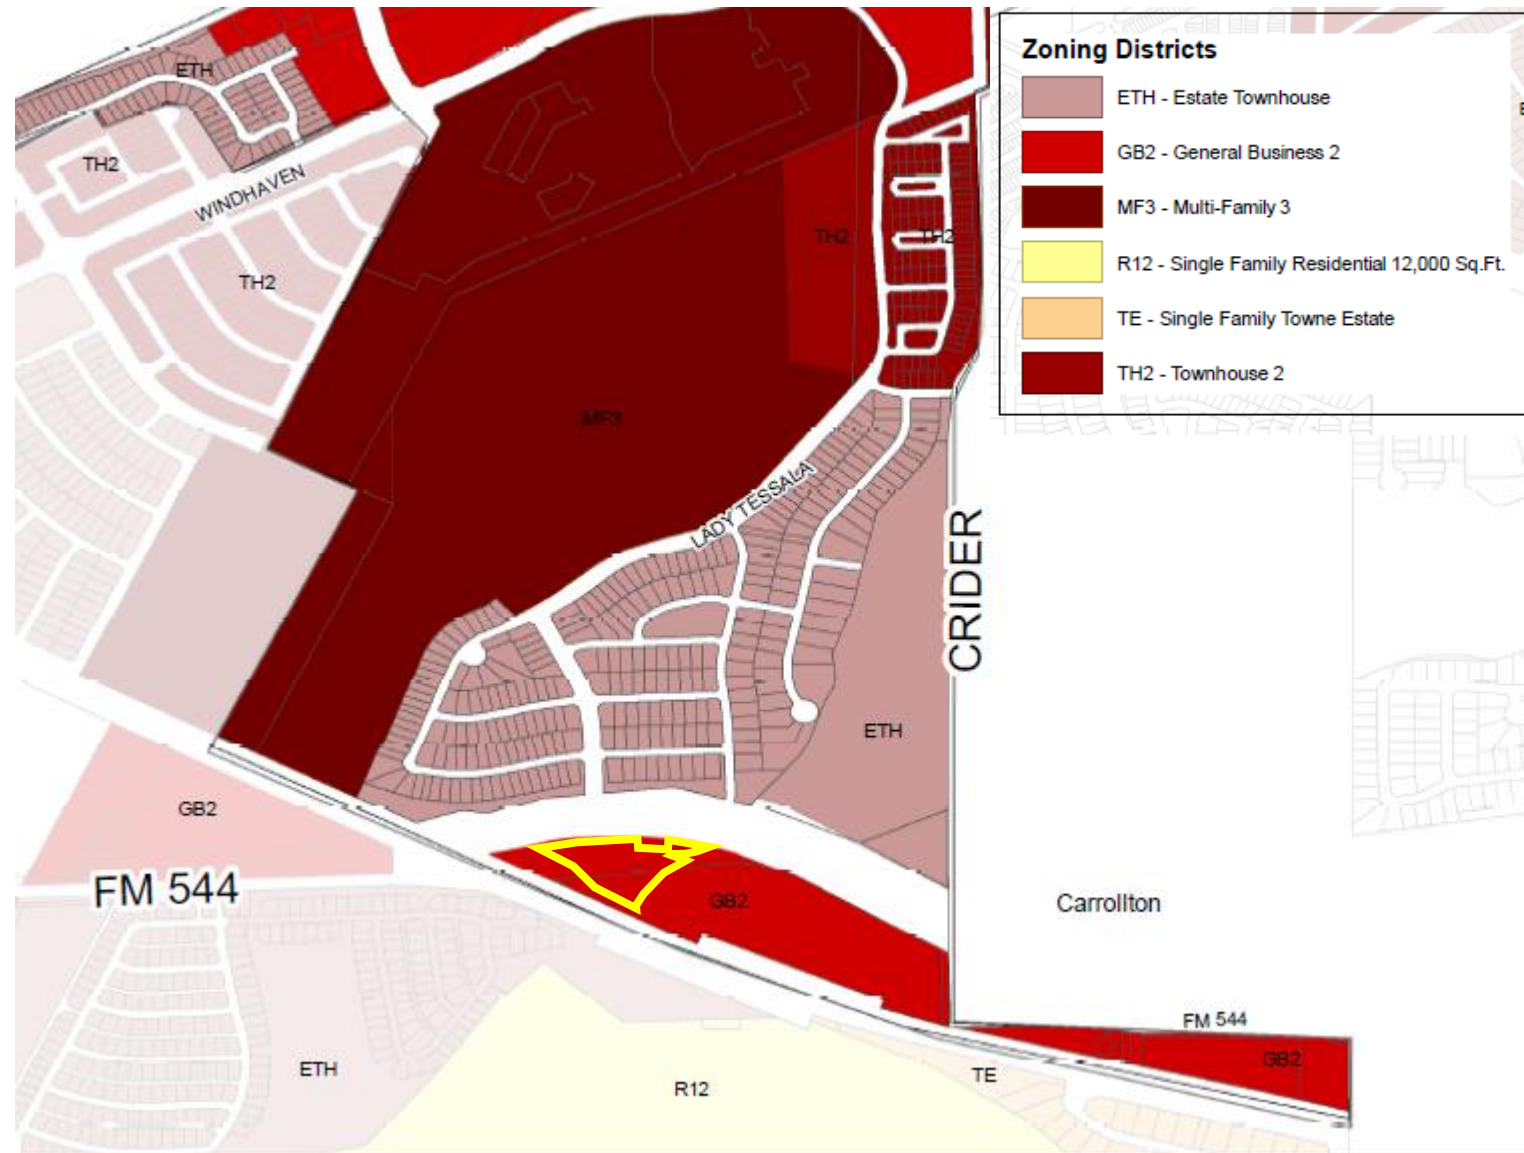 Zoning Districts
ETH - Estate Townhouse
GB2 - General Business 2
MF3 - Multi-Family 3
R12 - Single Family Residential 12,000 Sq.Ft.
TE - Single Family Towne Estate
TH2 - Townhouse 2
ETH
TH2
WINDHAVEN
TH2
TH2
TH2
MF3
LADY TESSALA
CRIDER
ETH
GB2
FM 544
GB2
Carrollton
FM 544
GB2
ETH
R12
TE